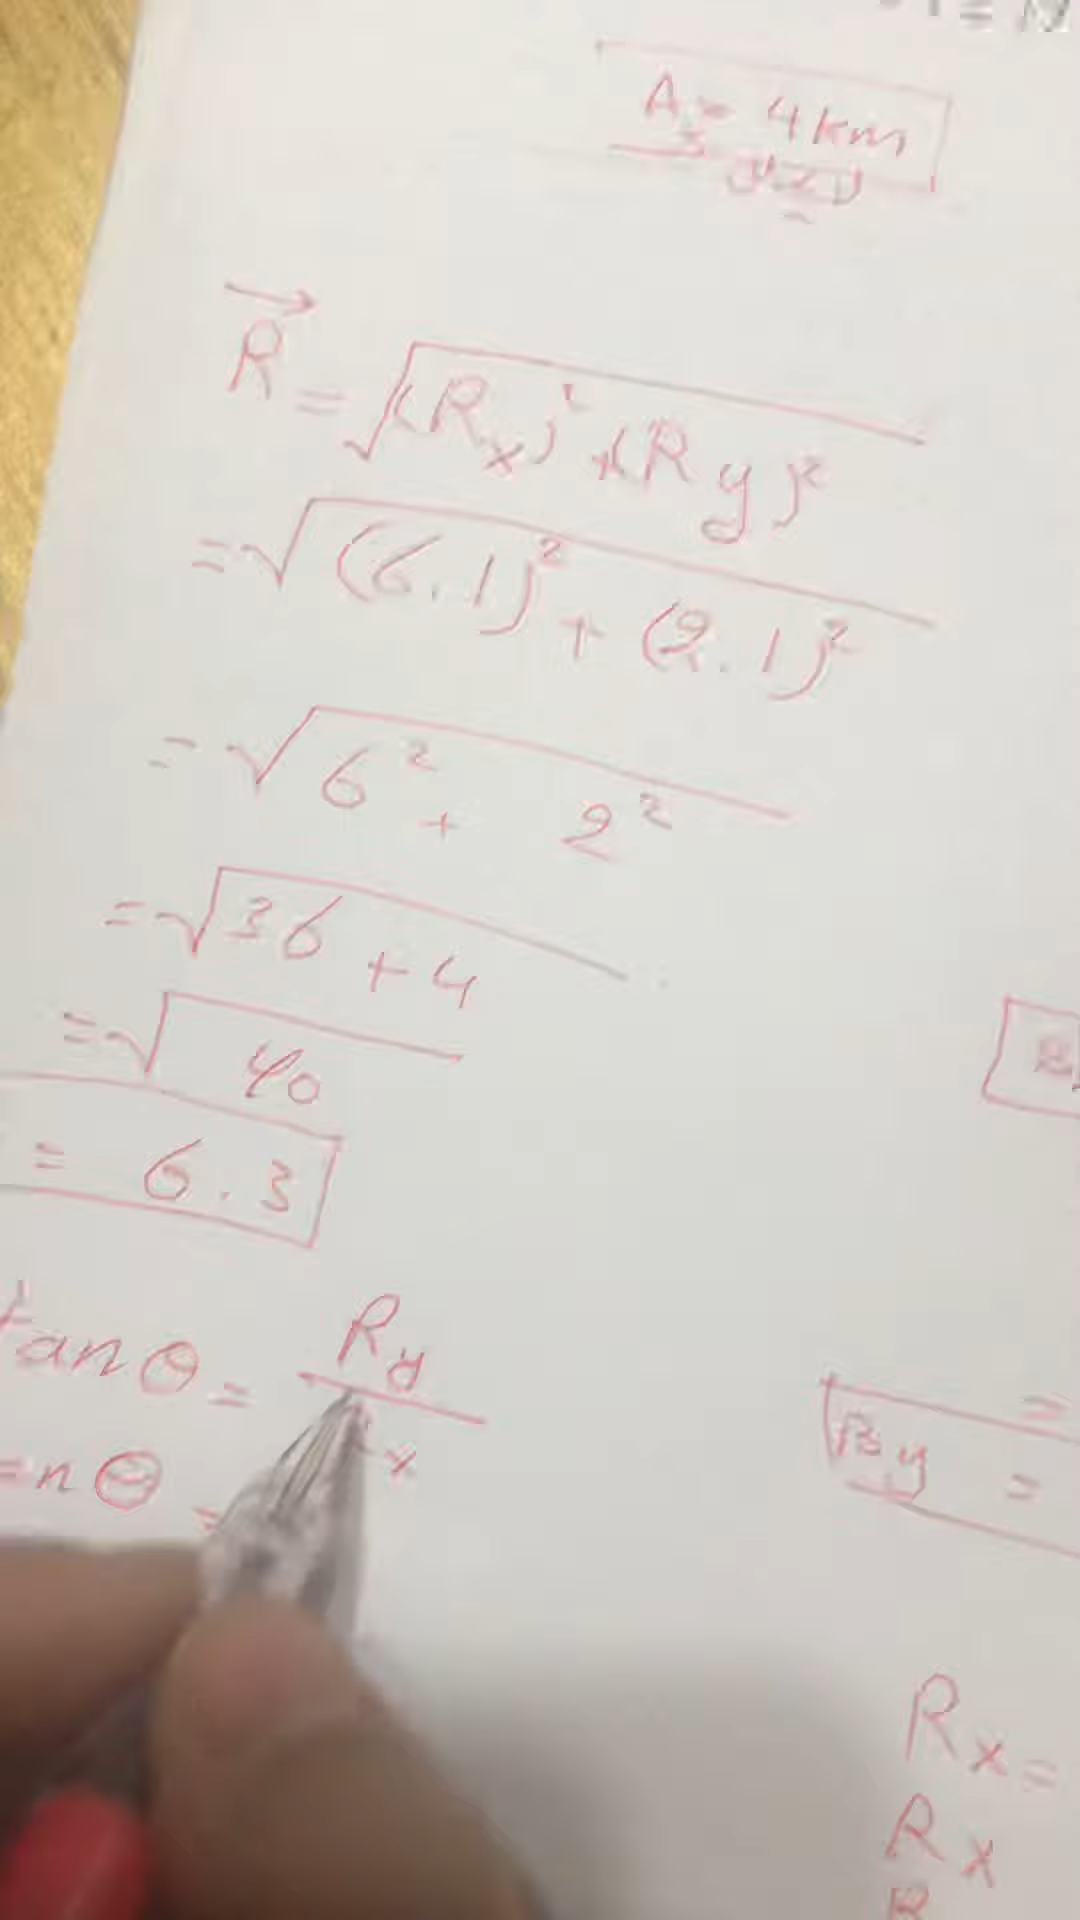 A = 4km
R = √(Rx)² + (Ry)²
= √(6.1)² + (2.1)²
= √6² + 2²
= √36 + 4
= √40
= 6.3
tan θ = Ry
x
n θ =
By =
=
Rx =
Rx